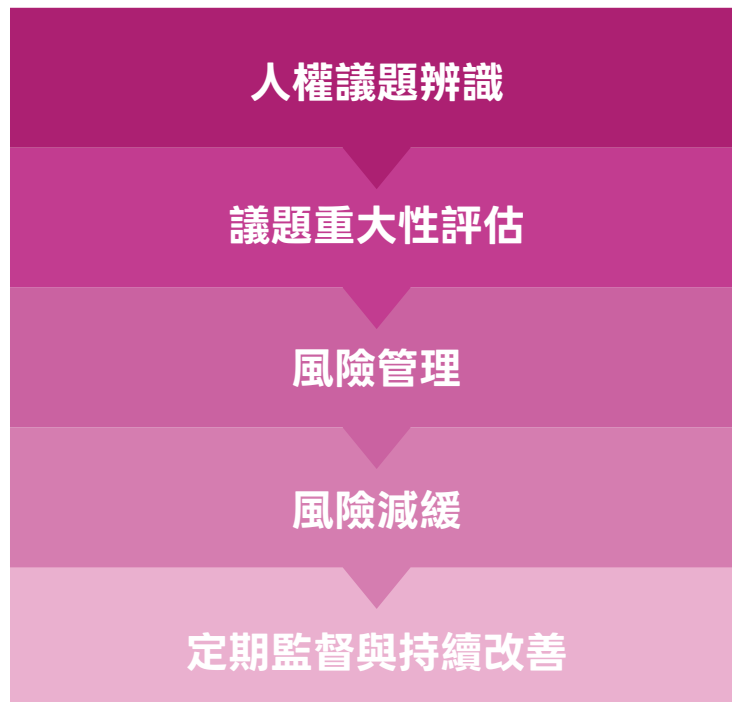 人權議題辨識
議題重大性評估
風險管理
風險減緩
定期監督與持續改善